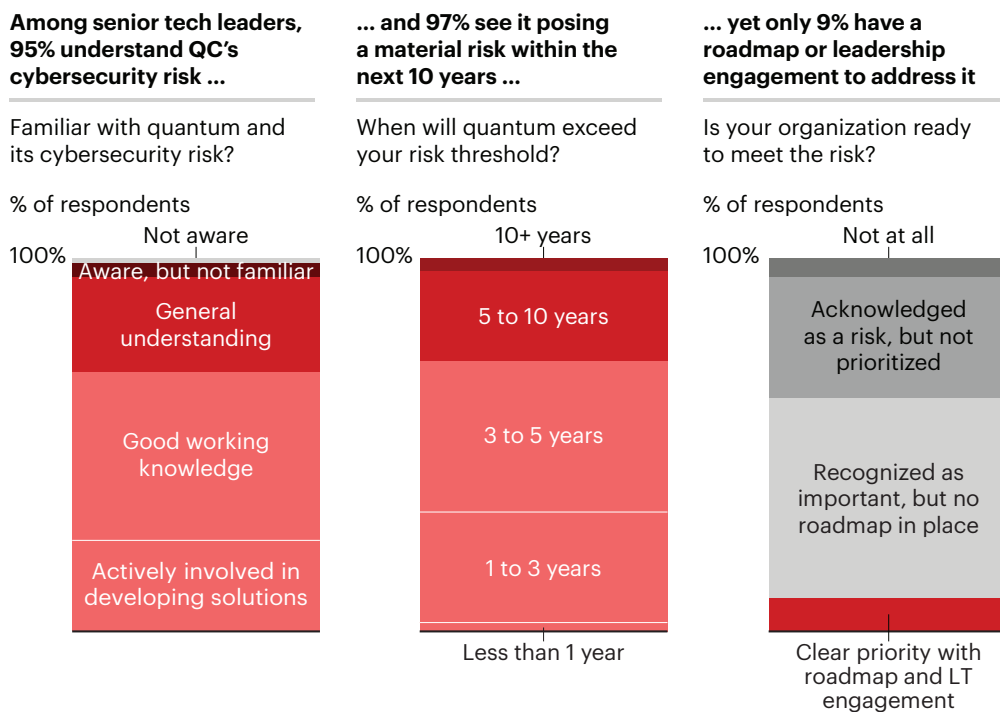 Among senior tech leaders,
95% understand QC’s
cybersecurity risk ...
Familiar with quantum and
its cybersecurity risk?
% of respondents
Not aware
100%
Aware, but not familiar
General
understanding
Good working
knowledge
Actively involved in
developing solutions
... and 97% see it posing
a material risk within the
next 10 years ...
When will quantum exceed
your risk threshold?
% of respondents
10+ years
100%
5 to 10 years
3 to 5 years
1 to 3 years
Less than 1 year
... yet only 9% have a
roadmap or leadership
engagement to address it
Is your organization ready
to meet the risk?
% of respondents
Not at all
100%
Acknowledged
as a risk, but not
prioritized
Recognized as
important, but no
roadmap in place
Clear priority with
roadmap and LT
engagement